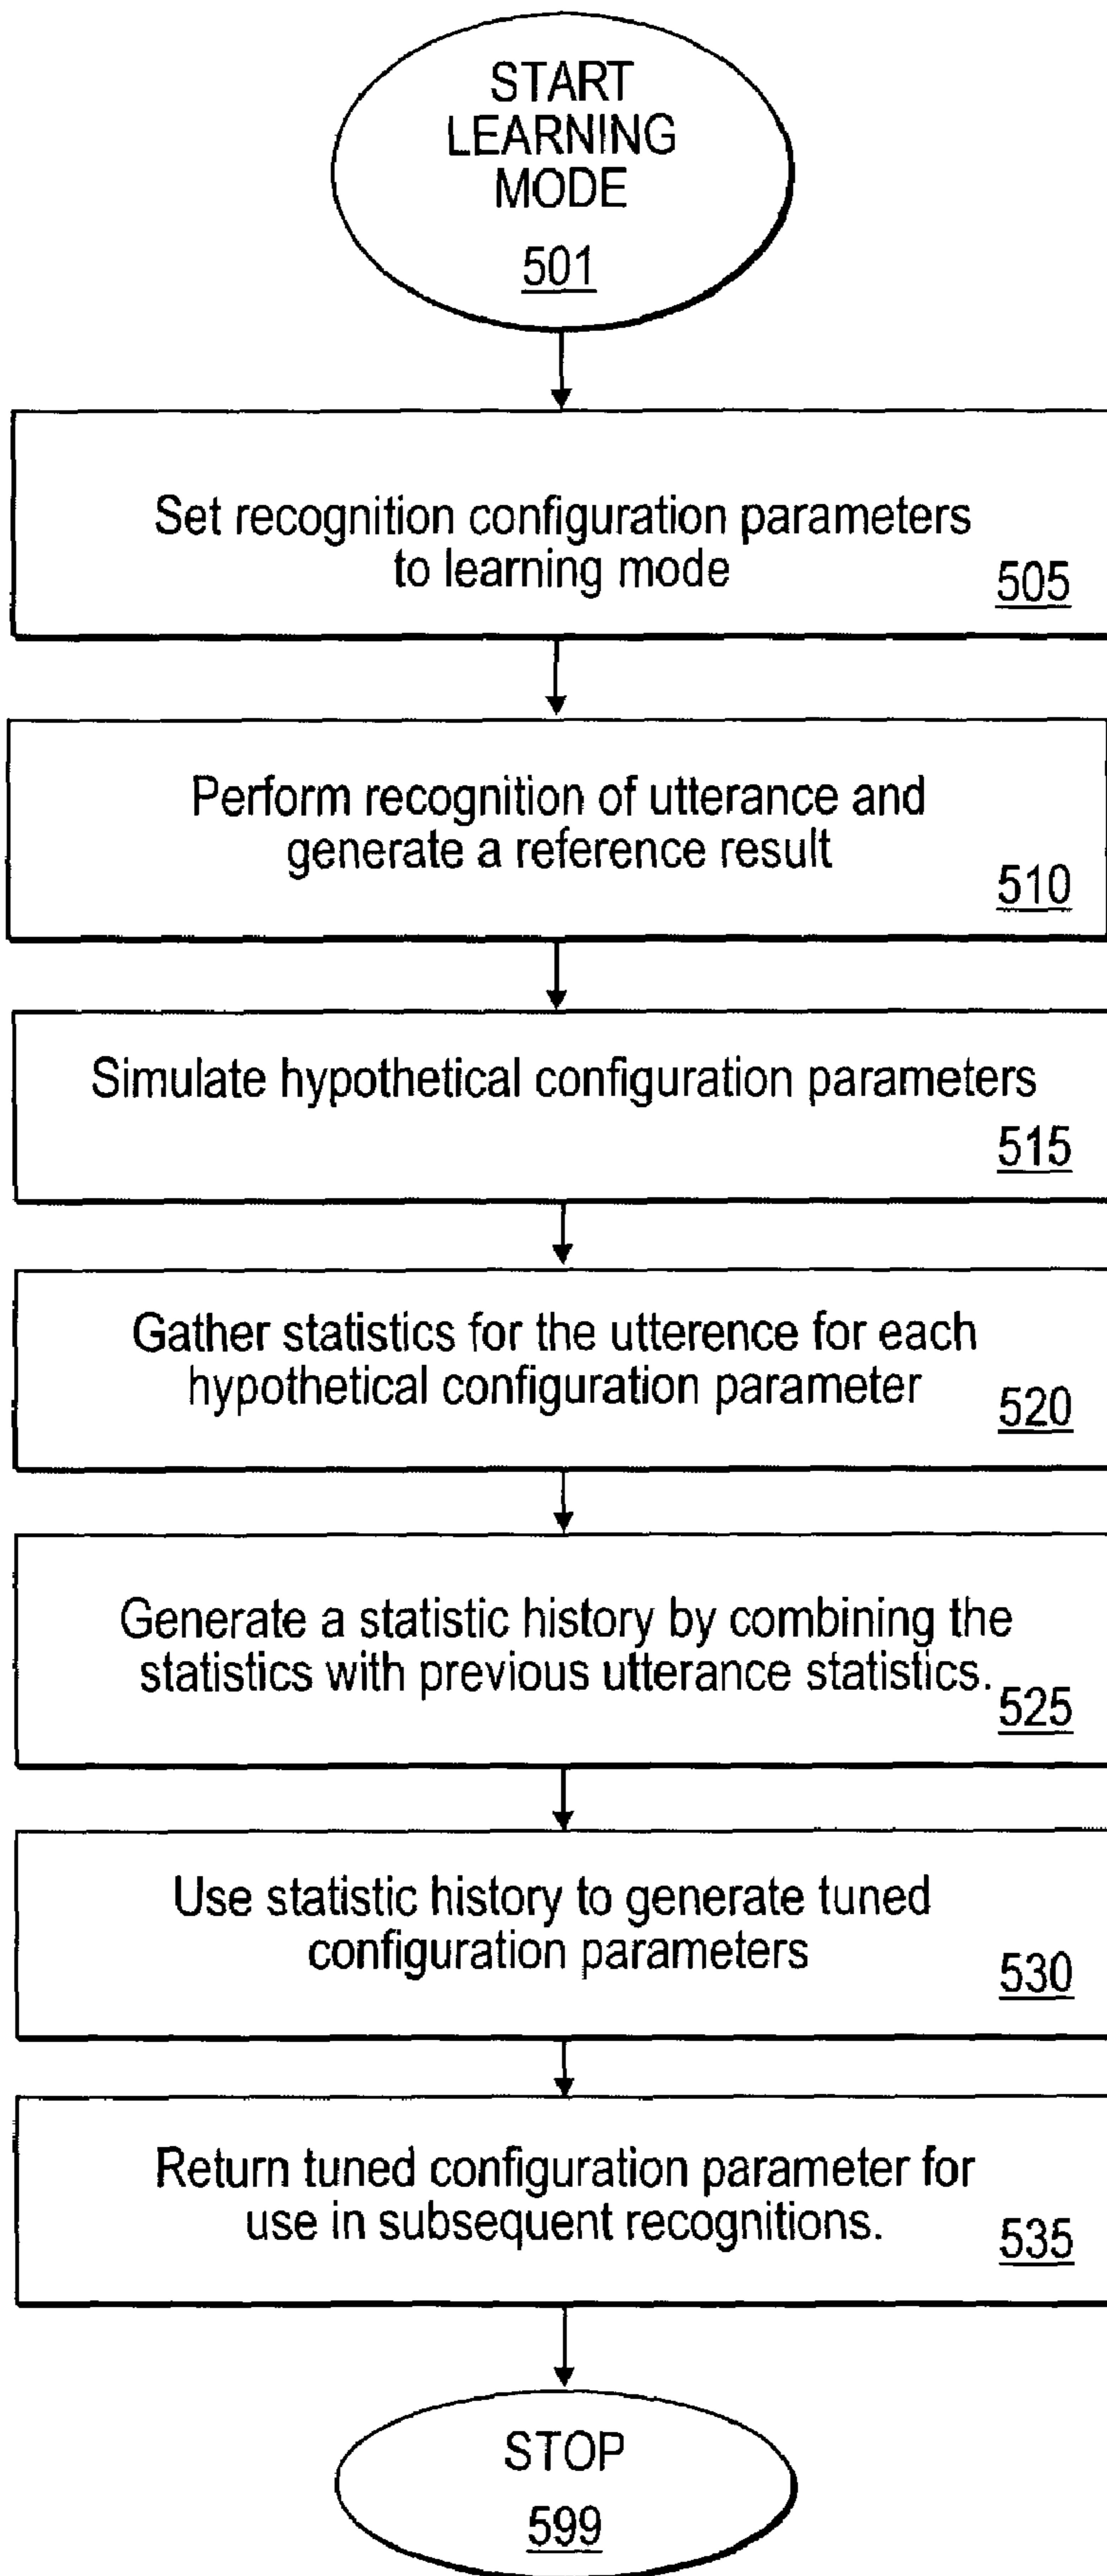 START
LEARNING
MODE
501
Set recognition configuration parameters
to learning mode
505
Perform recognition of utterance and
generate a reference result
510
Simulate hypothetical configuration parameters
515
Gather statistics for the utterence for each
hypothetical configuration parameter
520
Generate a statistic history by combining the
statistics with previous utterance statistics.
525
Use statistic history to generate tuned
configuration parameters
530
Return tuned configuration parameter for
use in subsequent recognitions.
535
STOP
599